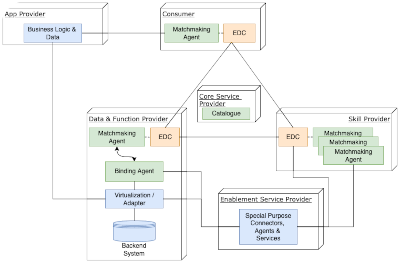 App Provider
Business Logic &
Data
Consumer
Matchmaking
Agent
EDC
Core Service
Provider
Catalogue
Data & Function Provider
Matchmaking
Agent
EDC
Binding Agent
Virtualization /
Adapter
Backend
System
Skill Provider
EDC
Matchmaking
Matchmaking
Matchmaking
Agent
Enablement Service Provider
Special Purpose
Connectors,
Agents &
Services